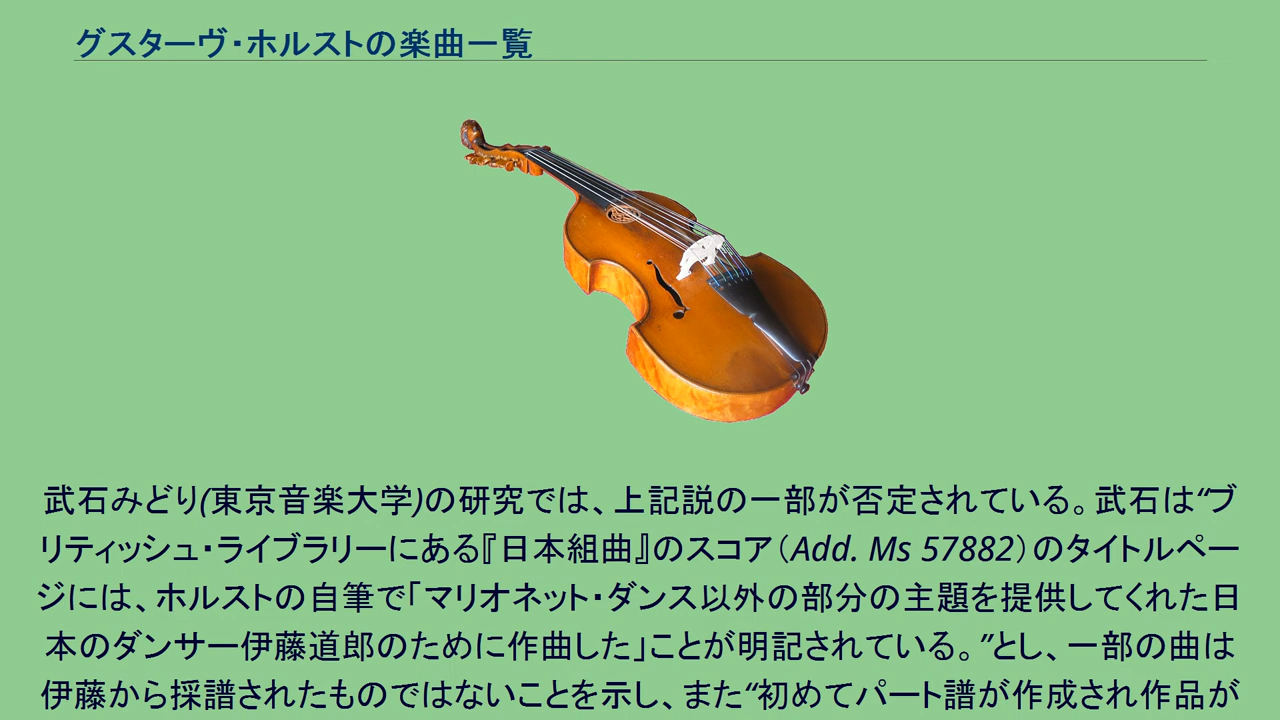 グスターヴ・ホルストの楽曲一覧
武石みどり(東京音楽大学)の研究では、上記説の一部が否定されている。武石は“ブ
リティッシュ・ライブラリーにある『日本組曲』のスコア（Add. Ms 57882）のタイトルペー
ジには、ホルストの自筆で「マリオネット・ダンス以外の部分の主題を提供してくれた日
本のダンサー伊藤道郎のために作曲した」ことが明記されている。”とし、一部の曲は
伊藤から採譜されたものではないことを示し、また“初めてパート譜が作成され作品が